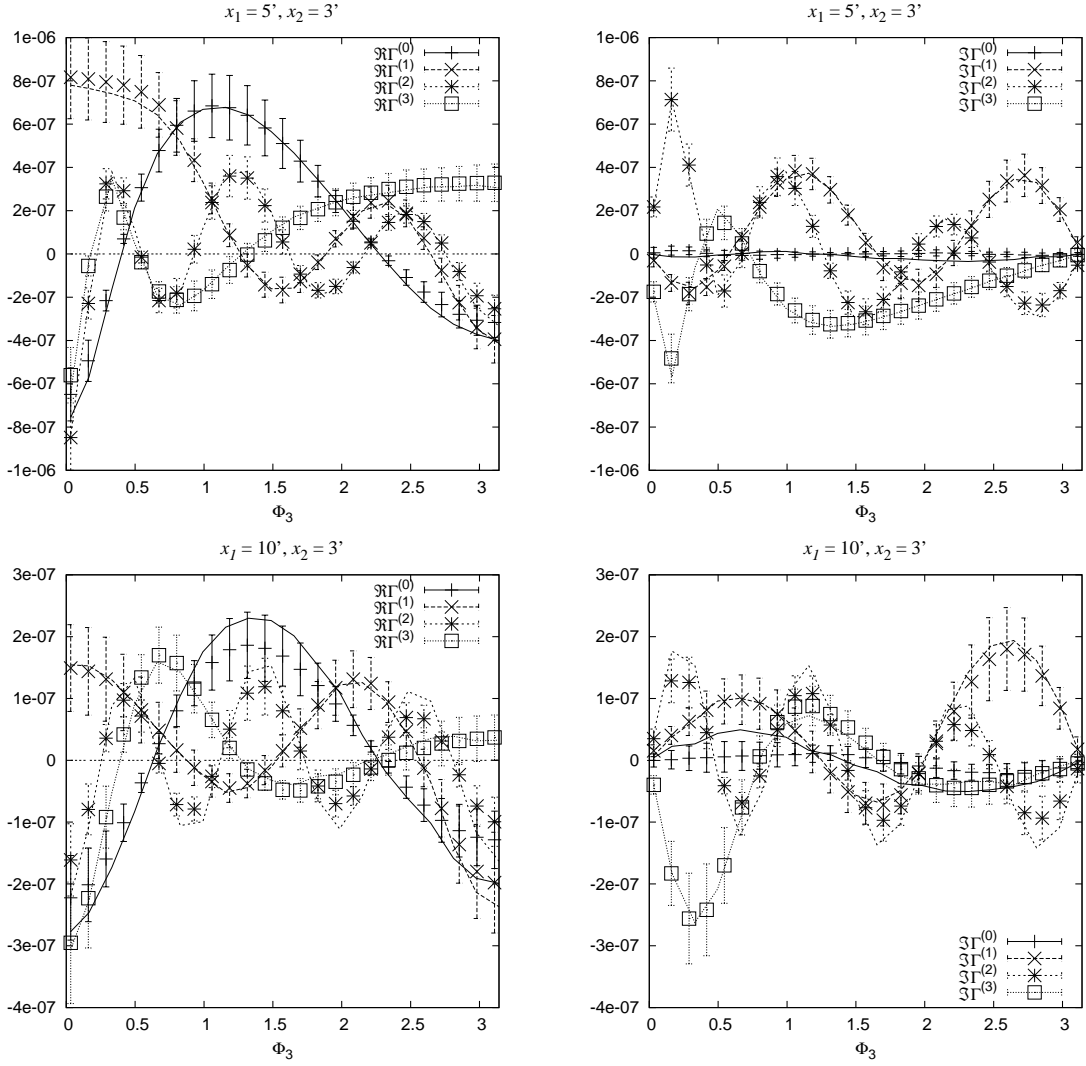 x1 = 5', x2 = 3'
1e-06
8e-07
6e-07
4e-07
2e-07
0
-2e-07
-4e-07
-6e-07
-8e-07
-1e-06
0 0.5 1 1.5 2 2.5 3
Φ3
ℜΓ(0)
ℜΓ(1)
ℜΓ(2)
ℜΓ(3)
x1 = 5', x2 = 3'
1e-06
8e-07
6e-07
4e-07
2e-07
0
-2e-07
-4e-07
-6e-07
-8e-07
-1e-06
0 0.5 1 1.5 2 2.5 3
Φ3
ℑΓ(0)
ℑΓ(1)
ℑΓ(2)
ℑΓ(3)
x1 = 10', x2 = 3'
3e-07
2e-07
1e-07
0
-1e-07
-2e-07
-3e-07
-4e-07
0 0.5 1 1.5 2 2.5 3
Φ3
ℜΓ(0)
ℜΓ(1)
ℜΓ(2)
ℜΓ(3)
x1 = 10', x2 = 3'
3e-07
2e-07
1e-07
0
-1e-07
-2e-07
-3e-07
-4e-07
0 0.5 1 1.5 2 2.5 3
Φ3
ℑΓ(0)
ℑΓ(1)
ℑΓ(2)
ℑΓ(3)